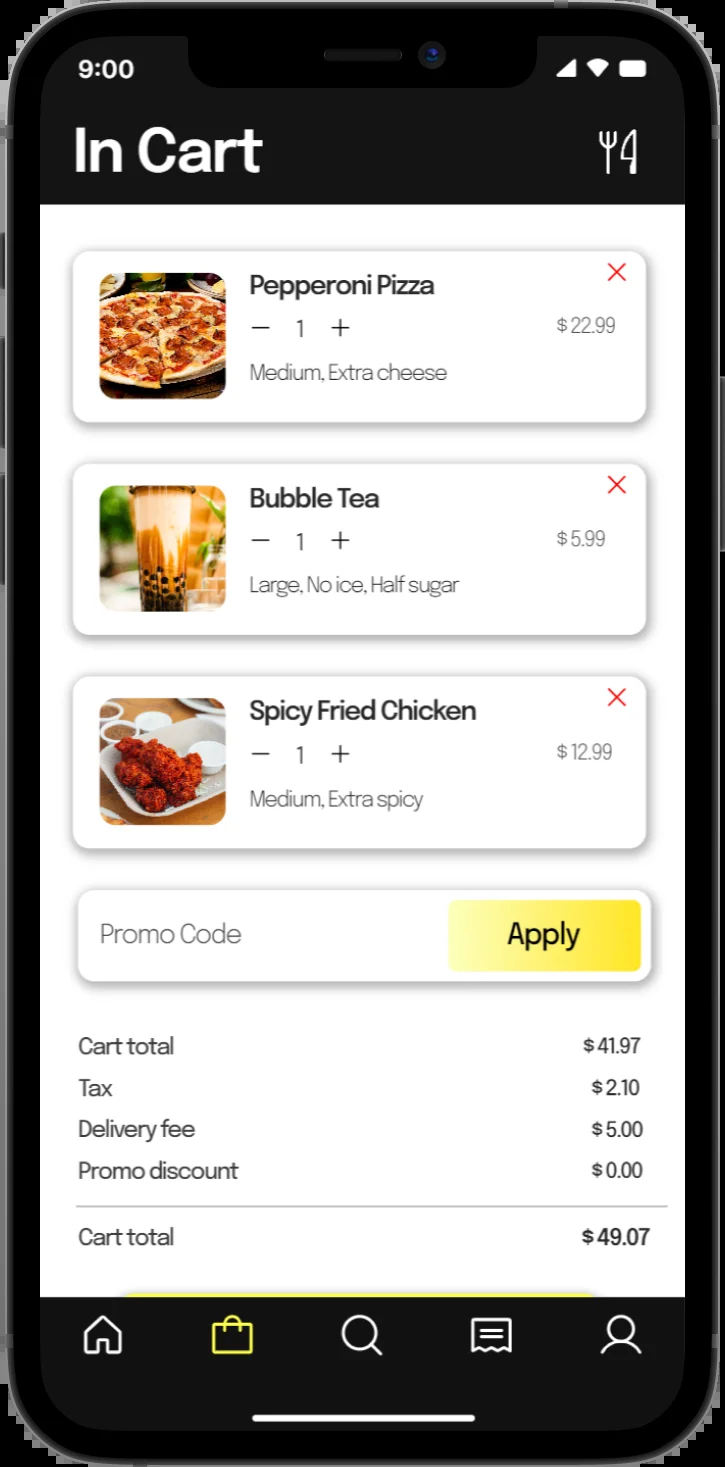 9:00
In Cart
Pepperoni Pizza
1
$ 22.99
Medium, Extra cheese
Bubble Tea
1
$ 5.99
Large, No ice, Half sugar
Spicy Fried Chicken
1
$ 12.99
Medium, Extra spicy
Promo Code
Apply
Cart total $ 41.97
Tax $ 2.10
Delivery fee $ 5.00
Promo discount $ 0.00
Cart total $ 49.07